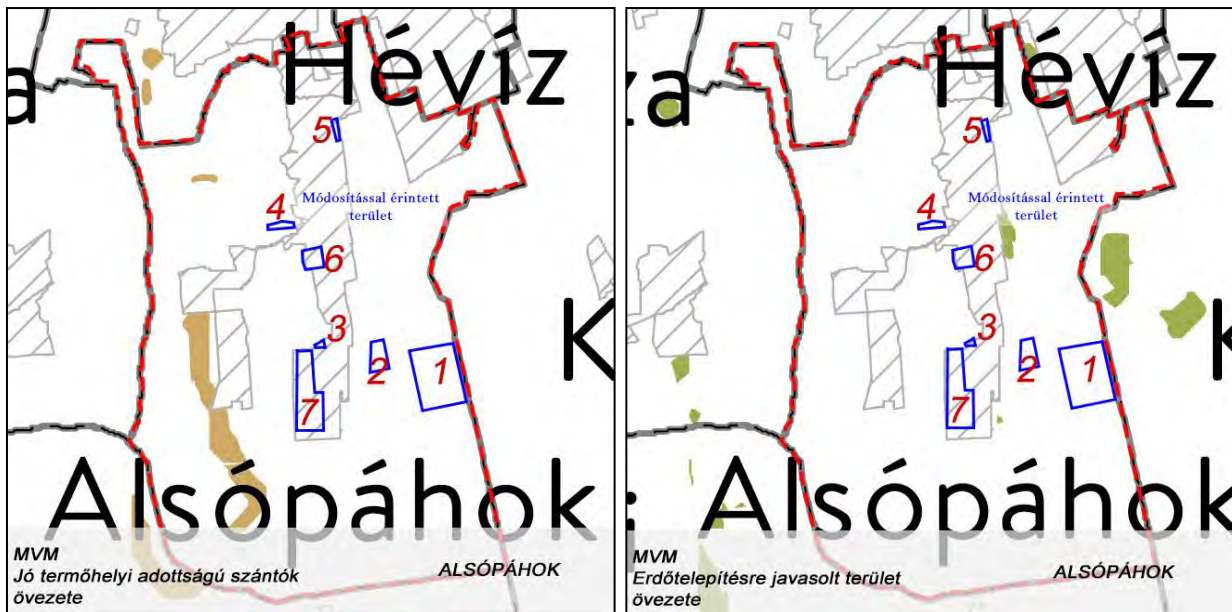 a
Hévíz
5
Módosítással érintett
terület
4
6
3
K
2
1
7
Alsópáhok
MVM
Jó termőhelyi adottságú szántók
övezete
ALSÓPÁHOK
za
Hévíz
5
Módosítással érintett
terület
4
6
3
K
2
1
7
: Alsópáhok
MVM
Erdőtelepítésre javasolt terület
övezete
ALSÓPÁHOK